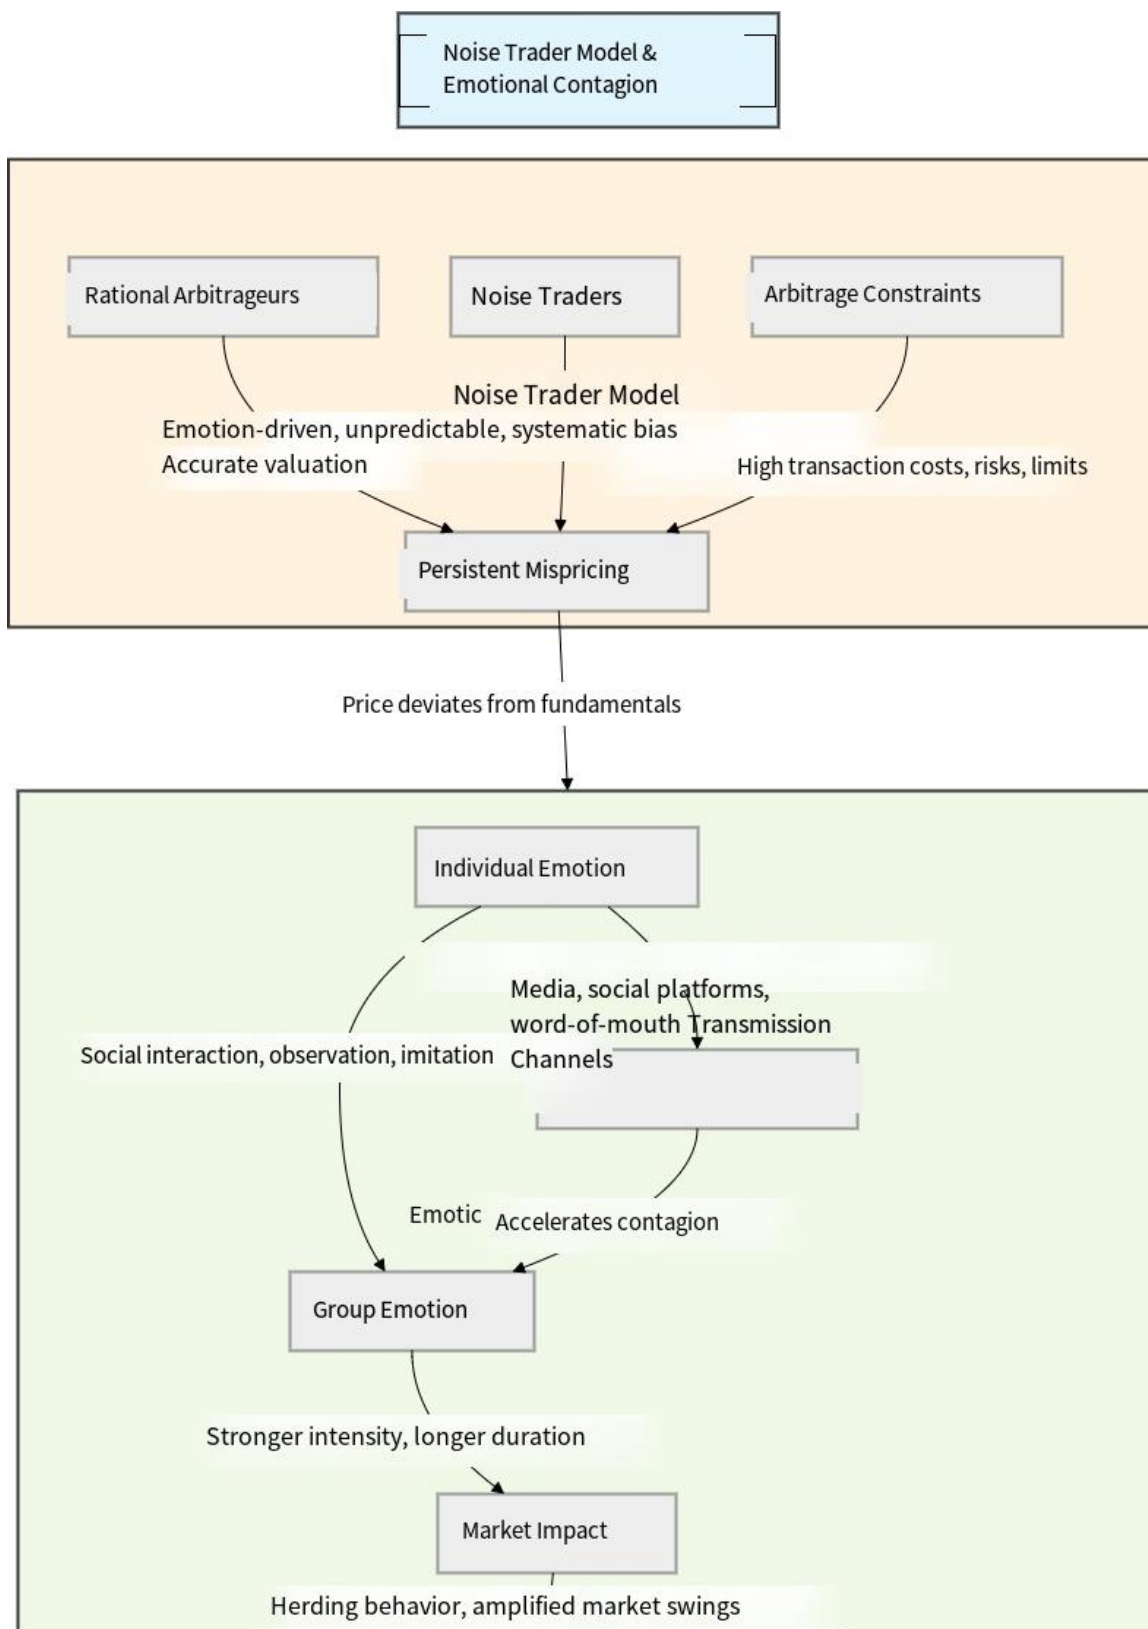 Noise Trader Model &
Emotional Contagion
Rational Arbitrageurs
Noise Traders
Arbitrage Constraints
Noise Trader Model
Emotion-driven, unpredictable, systematic bias
Accurate valuation
High transaction costs, risks, limits
Persistent Mispricing
Price deviates from fundamentals
Individual Emotion
Media, social platforms,
word-of-mouth Transmission
Channels
Social interaction, observation, imitation
Emotic
Accelerates contagion
Group Emotion
Stronger intensity, longer duration
Market Impact
Herding behavior, amplified market swings